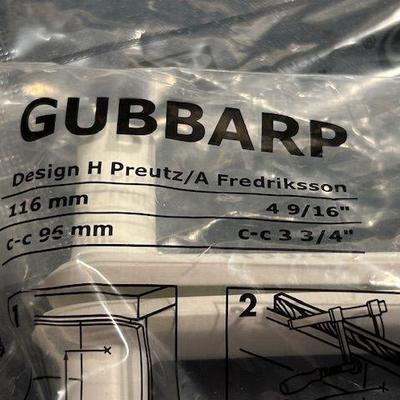 GUBBARP
Design H Preutz/A Fredriksson
116 mm 4 9/16"
c-c 96 mm c-c 3 3/4"
1 2
x x